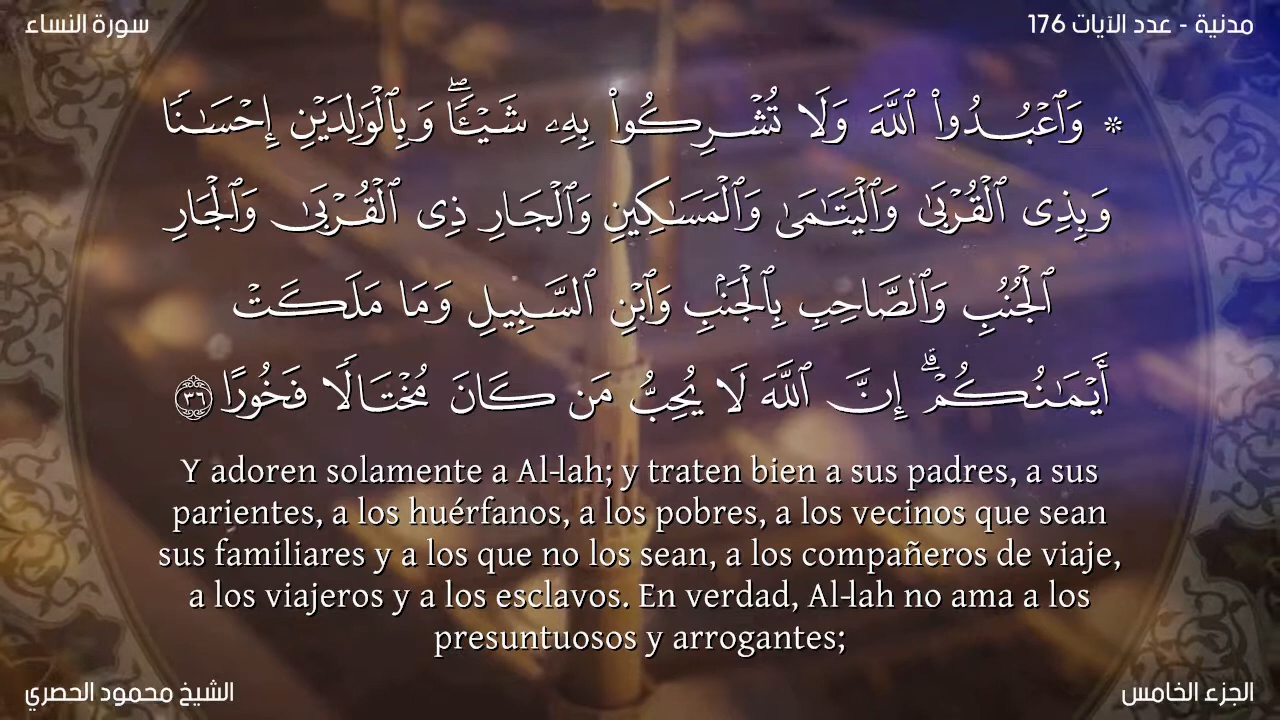 سورة النساء
مدنية - عدد الآيات 176
۞ وَٱعۡبُدُواْ ٱللَّهَ وَلَا تُشۡرِكُواْ بِهِۦ شَيۡـٔٗاۖ وَبِٱلۡوَٰلِدَيۡنِ إِحۡسَٰنٗا
وَبِذِي ٱلۡقُرۡبَىٰ وَٱلۡيَتَٰمَىٰ وَٱلۡمَسَٰكِينِ وَٱلۡجَارِ ذِي ٱلۡقُرۡبَىٰ وَٱلۡجَارِ
ٱلۡجُنُبِ وَٱلصَّاحِبِ بِٱلۡجَنۢبِ وَٱبۡنِ ٱلسَّبِيلِ وَمَا مَلَكَتۡ
أَيۡمَٰنُكُمۡۗ إِنَّ ٱللَّهَ لَا يُحِبُّ مَن كَانَ مُخۡتَالٗا فَخُورًا ٣٦
Y adoren solamente a Al-lah; y traten bien a sus padres, a sus
parientes, a los huérfanos, a los pobres, a los vecinos que sean
sus familiares y a los que no los sean, a los compañeros de viaje,
a los viajeros y a los esclavos. En verdad, Al-lah no ama a los
presuntuosos y arrogantes;
الشيخ محمود الحصري
الجزء الخامس